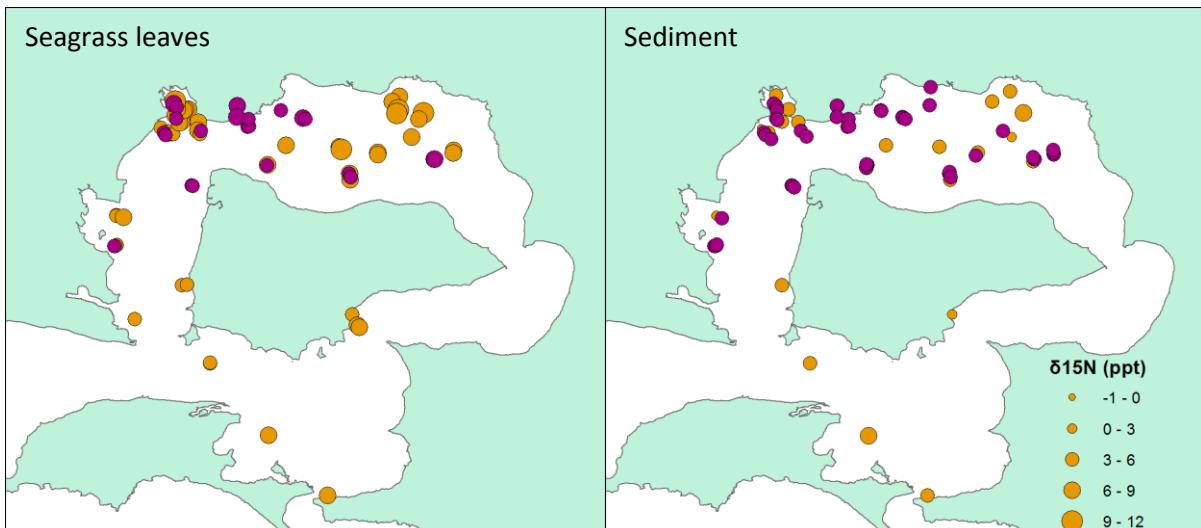 Seagrass leaves
Sediment
δ15N (ppt)
-1 - 0
0 - 3
3 - 6
6 - 9
9 - 12